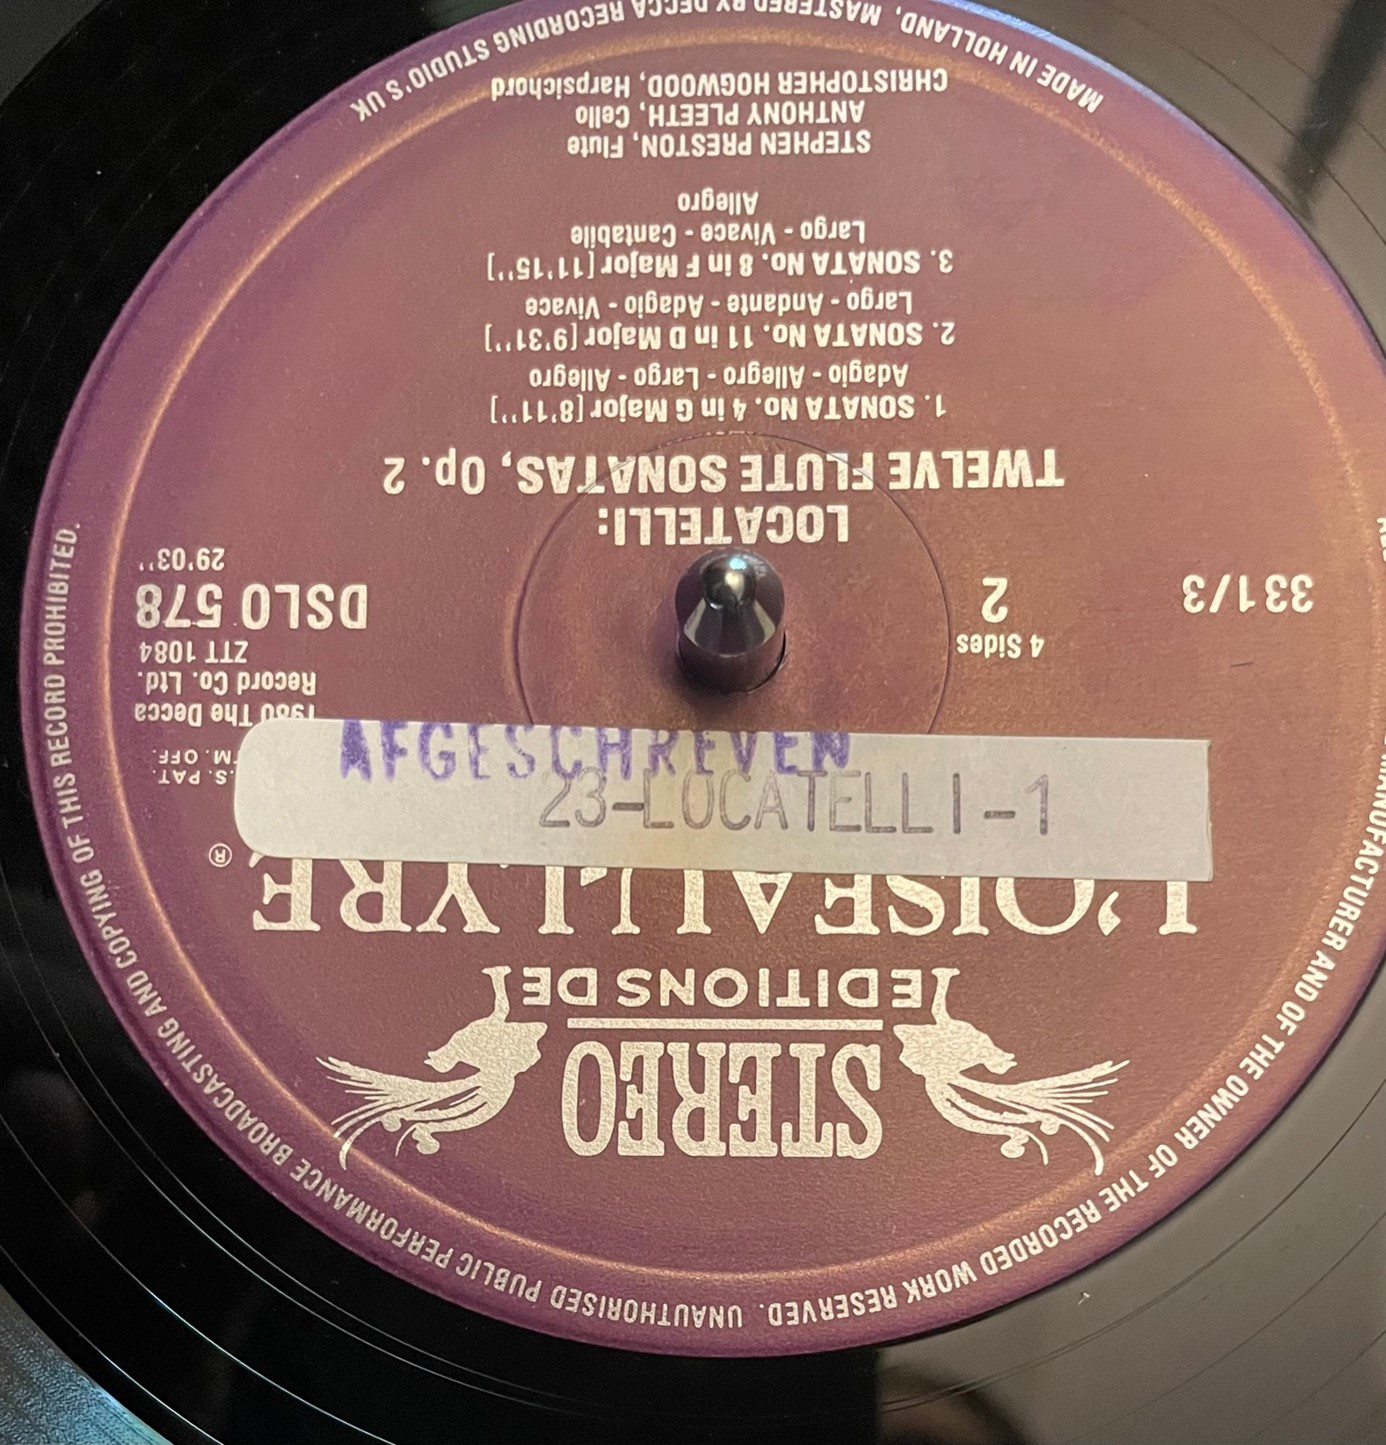 UNAUTHORISED PUBLIC PERFORMANCE BROADCASTING AND COPYING OF THIS RECORD PROHIBITED.
MANUFACTURER AND OF THE OWNER OF THE RECORDED WORK RESERVED.
STEREO
EDITIONS DE
L'OISEAU-LYRE ®
AFGESCHREVEN
23-LOCATELLI-1
S. PAT.
TM. OFF.
1980 The Decca
Record Co. Ltd.
ZTT 1084
4 Sides
2
33 1/3
DSLO 578
29'03''
LOCATELLI:
TWELVE FLUTE SONATAS, Op. 2
1. SONATA No. 4 in G Major [8'11'']
Adagio - Allegro - Largo - Allegro
2. SONATA No. 11 in D Major [9'31'']
Largo - Andante - Adagio - Vivace
3. SONATA No. 8 in F Major [11'15'']
Largo - Vivace - Cantabile
Allegro
STEPHEN PRESTON, Flute
ANTHONY PLEETH, Cello
CHRISTOPHER HOGWOOD, Harpsichord
MADE IN HOLLAND, MASTERED BY DECCA RECORDING STUDIO'S UK